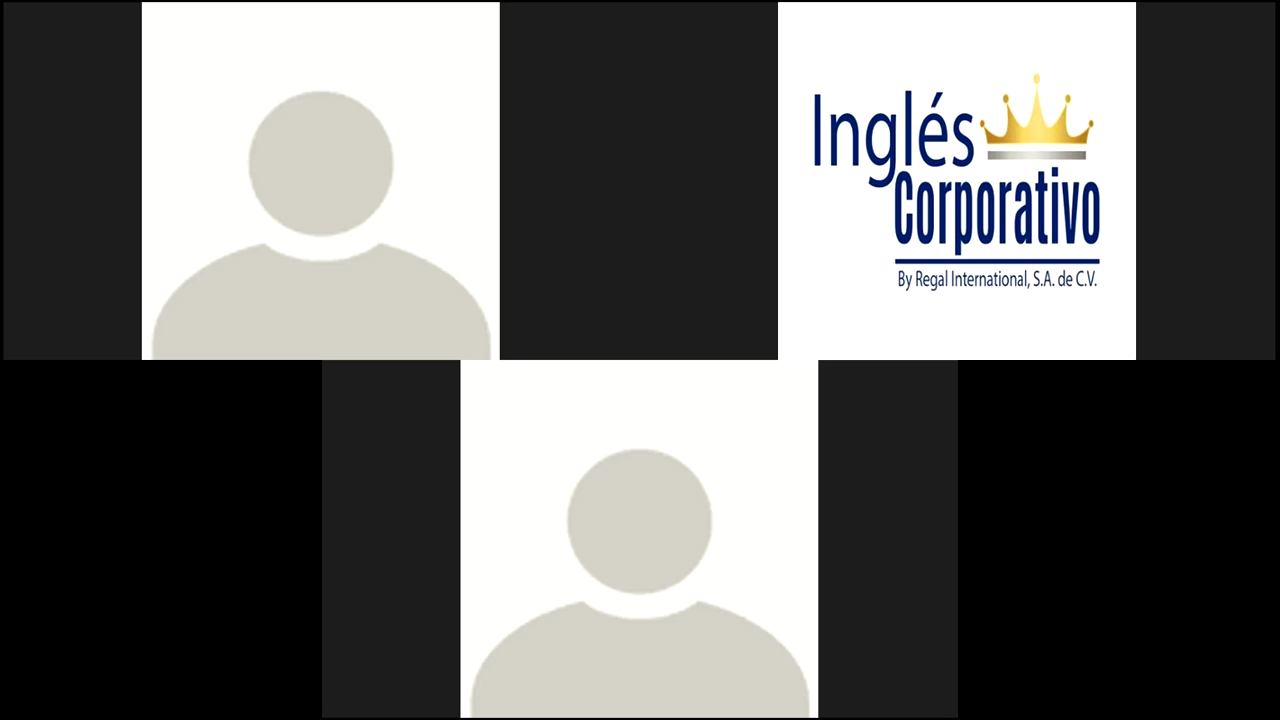 Inglés
Corporativo
By Regal International, S.A. de C.V.